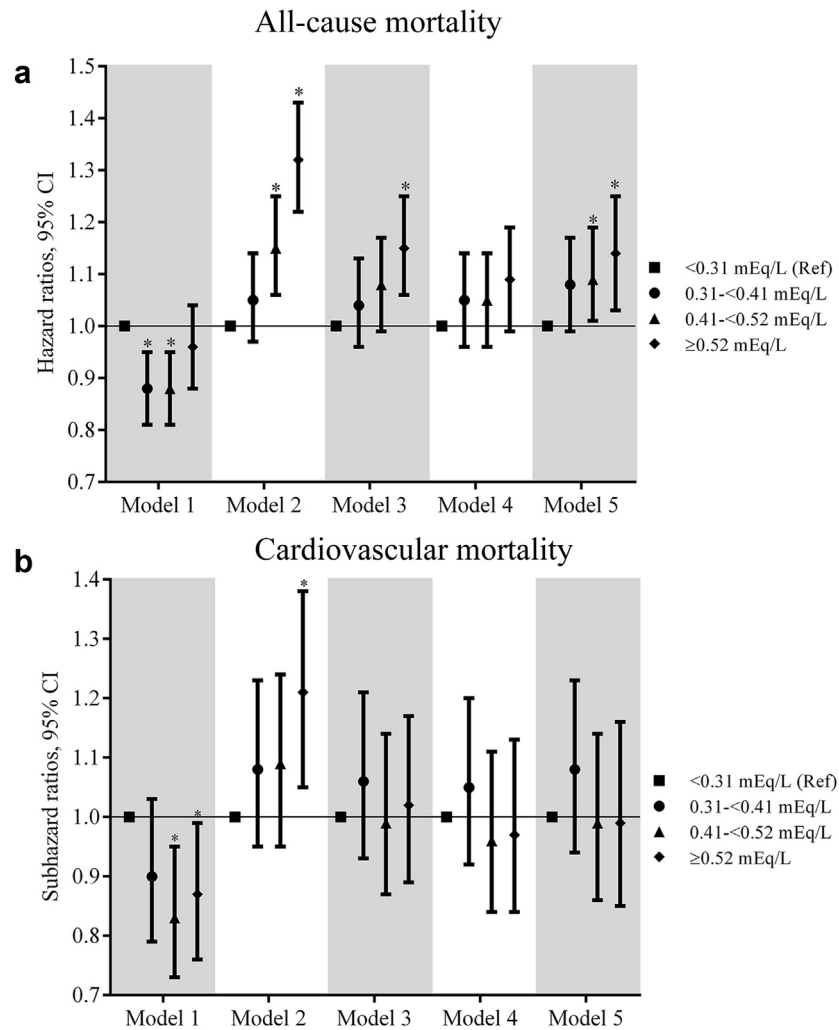 All-cause mortality
a
Hazard ratios, 95% CI
1.5
1.4
1.3
1.2
1.1
1.0
0.9
0.8
0.7
* * * * * * *
Model 1 Model 2 Model 3 Model 4 Model 5
<0.31 mEq/L (Ref)
0.31-<0.41 mEq/L
0.41-<0.52 mEq/L
≥0.52 mEq/L
Cardiovascular mortality
b
Subhazard ratios, 95% CI
1.4
1.3
1.2
1.1
1.0
0.9
0.8
0.7
* * *
Model 1 Model 2 Model 3 Model 4 Model 5
<0.31 mEq/L (Ref)
0.31-<0.41 mEq/L
0.41-<0.52 mEq/L
≥0.52 mEq/L